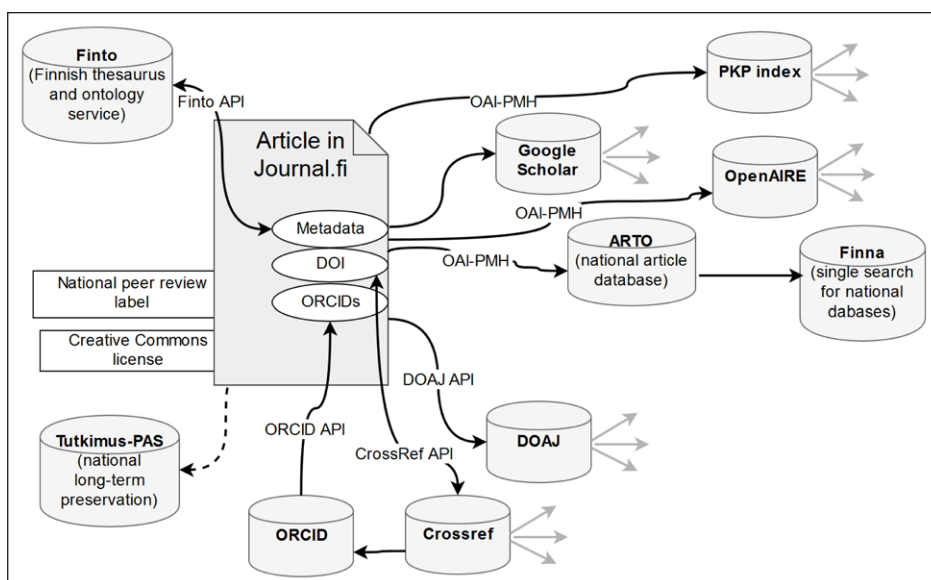 Finto
(Finnish thesaurus
and ontology
service)
Finto API
Article in
Journal.fi
OAI-PMH
PKP index
Google
Scholar
OpenAIRE
OAI-PMH
Metadata
DOI
ORCIDs
OAI-PMH
ARTO
(national article
database)
Finna
(single search
for national
dabases)
National peer review
label
Creative Commons
license
DOAJ API
ORCID API
CrossRef API
DOAJ
Tutkimus-PAS
(national
long-term
preservation)
ORCID
Crossref